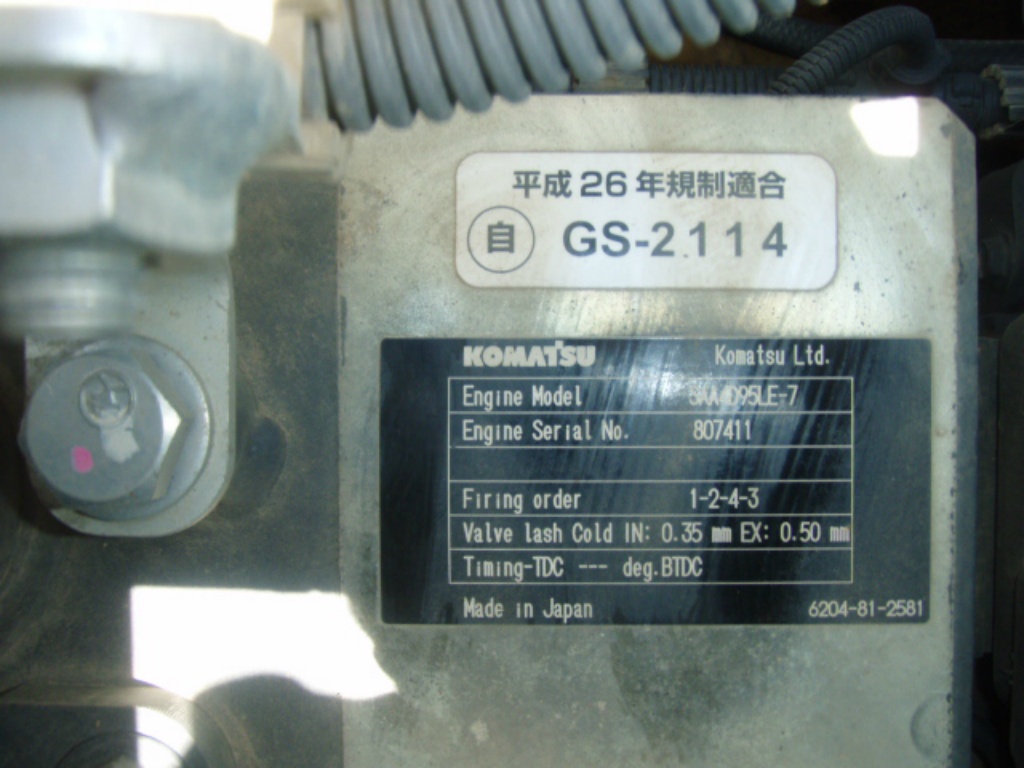 平成26年規制適合
自 GS-2.114
KOMATSU Komatsu Ltd.
Engine Model SAA4D95LE-7
Engine Serial No. 807411
Firing order 1-2-4-3
Valve lash Cold IN: 0.35 mm EX: 0.50 mm
Timing-TDC --- deg.BTDC
Made in Japan 6204-81-2581